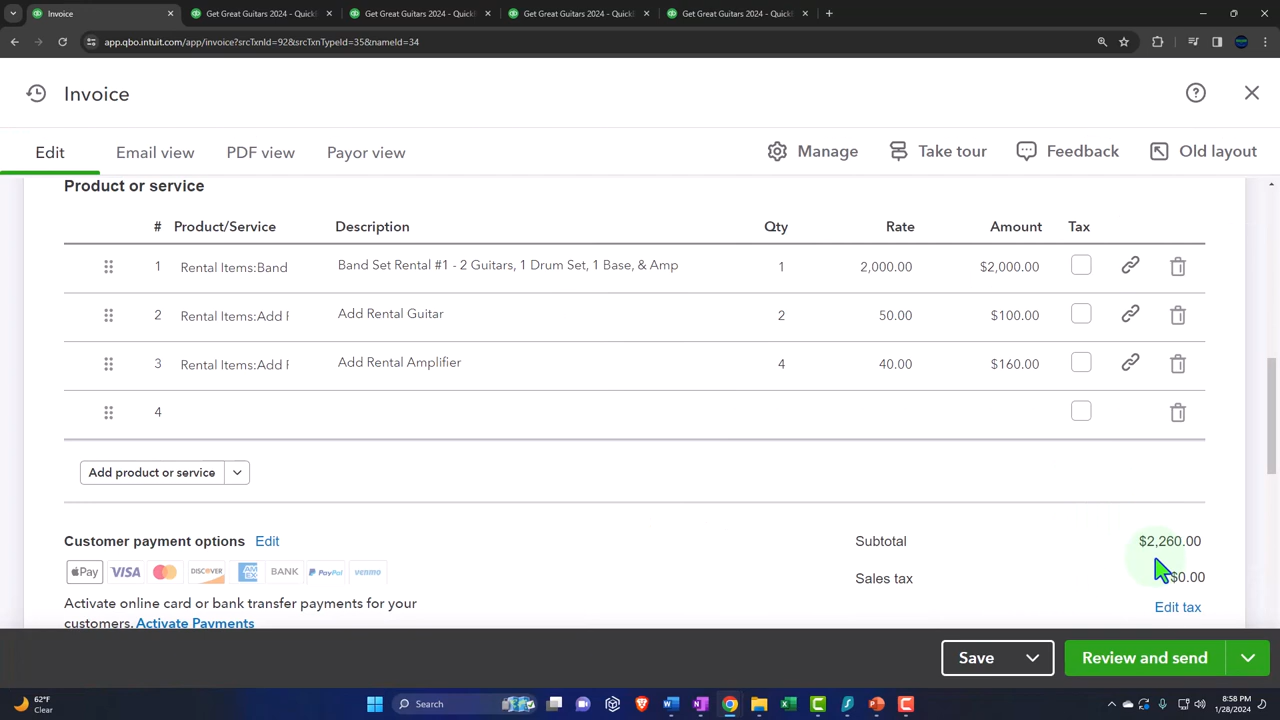 Invoice
Get Great Guitars 2024 - Quick
Get Great Guitars 2024 - Quick
Get Great Guitars 2024 - Quick
Get Great Guitars 2024 - Quick
app.qbo.intuit.com/app/invoice?srcTxnId=92&srcTxnTypeId=35&nameId=34
Invoice
Edit Email view PDF view Payor view Manage Take tour Feedback Old layout
Product or service
# Product/Service Description Qty Rate Amount Tax
1 Rental Items:Band Band Set Rental #1 - 2 Guitars, 1 Drum Set, 1 Base, & Amp 1 2,000.00 $2,000.00
2 Rental Items:Add Add Rental Guitar 2 50.00 $100.00
3 Rental Items:Add Add Rental Amplifier 4 40.00 $160.00
4
Add product or service
Customer payment options Edit Subtotal $2,260.00
Pay VISA DISCOVER AM EX BANK PayPal venmo Sales tax $0.00
Activate online card or bank transfer payments for your Edit tax
customers. Activate Payments
Save Review and send
62°F
Clear
Search
8:58 PM
1/28/2024